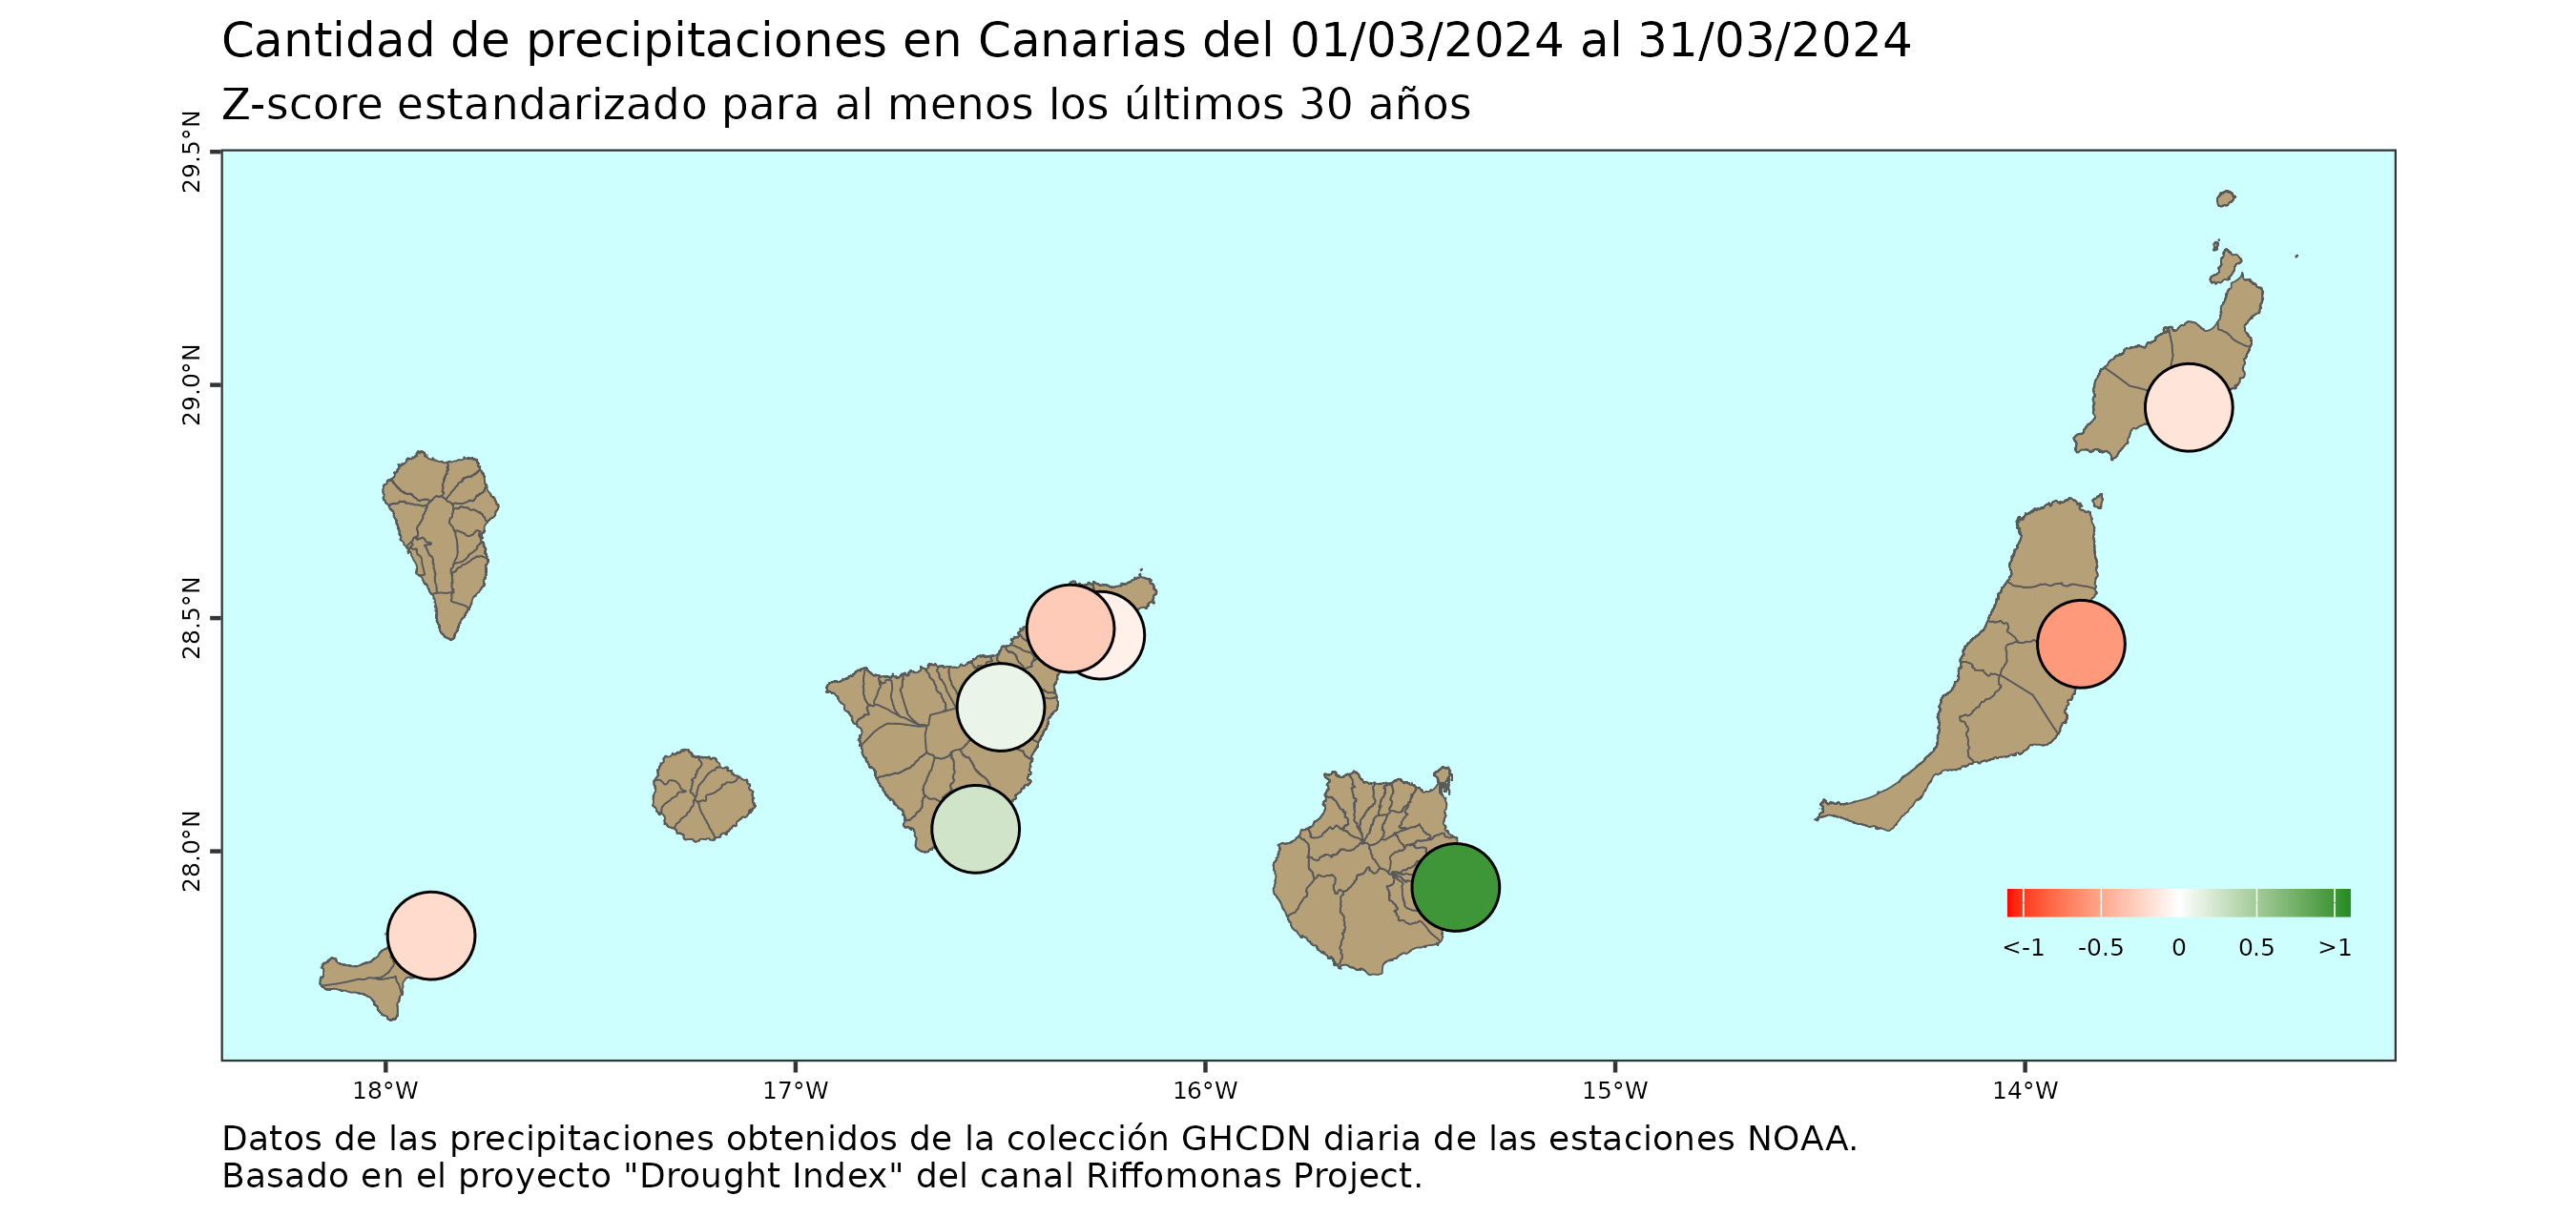 Cantidad de precipitaciones en Canarias del 01/03/2024 al 31/03/2024
Z-score estandarizado para al menos los últimos 30 años
29.5°N
29.0°N
28.5°N
28.0°N
<-1 -0.5 0 0.5 >1
18°W 17°W 16°W 15°W 14°W
Datos de las precipitaciones obtenidos de la colección GHCDN diaria de las estaciones NOAA.
Basado en el proyecto "Drought Index" del canal Riffomonas Project.